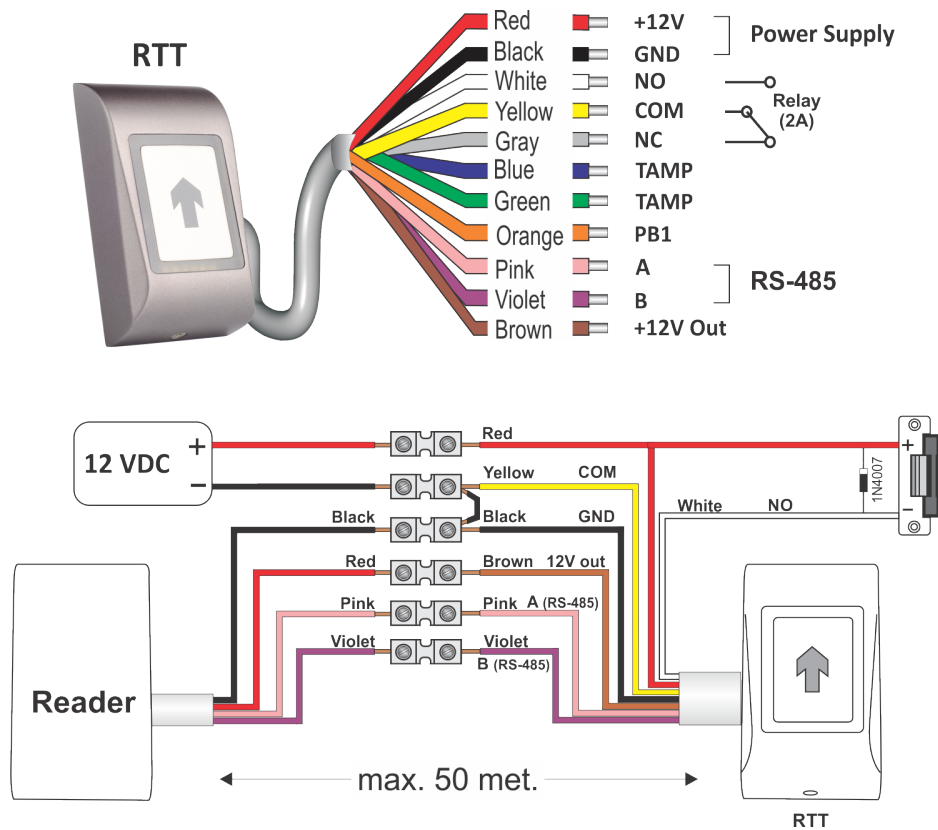 RTT
Red +12V
Power Supply
Black GND
White NO
Yellow COM
Relay
(2A)
Gray NC
Blue TAMP
Green TAMP
Orange PB1
Pink A
RS-485
Violet B
Brown +12V Out
12 VDC
+
−
Red
Yellow COM
Black
Black GND
Red
Brown 12V out
Pink
Pink A (RS-485)
Violet
Violet
B (RS-485)
White NO
+
1N4007
−
Reader
max. 50 met.
RTT